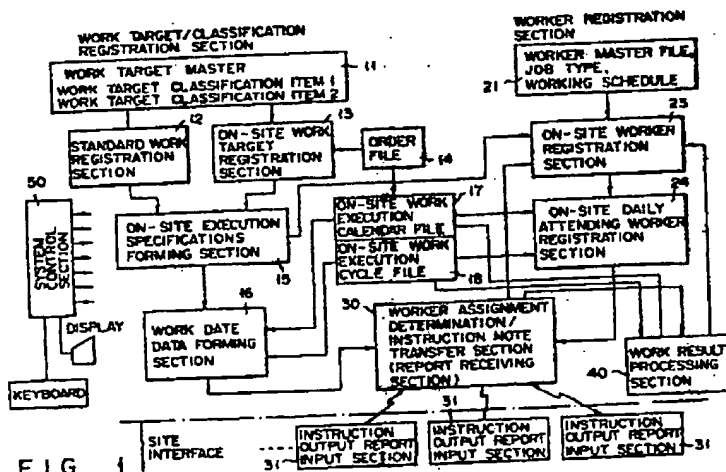 WORK TARGET/CLASSIFICATION
REGISTRATION SECTION
WORK TARGET MASTER
WORK TARGET CLASSIFICATION ITEM 1
WORK TARGET CLASSIFICATION ITEM 2
11
WORKER REGISTRATION
SECTION
WORKER MASTER FILE,
JOB TYPE,
WORKING SCHEDULE
21
12
STANDARD WORK
REGISTRATION
SECTION
13
ON-SITE WORK
TARGET
REGISTRATION
SECTION
ORDER
FILE
14
23
ON-SITE WORKER
REGISTRATION
SECTION
50
SYSTEM
CONTROL
SECTION
DISPLAY
KEYBOARD
ON-SITE EXECUTION
SPECIFICATIONS
FORMING SECTION
15
17
ON-SITE WORK
EXECUTION
CALENDAR FILE
ON-SITE WORK
EXECUTION
CYCLE FILE
18
24
ON-SITE DAILY
ATTENDING WORKER
REGISTRATION
SECTION
16
WORK DATE
DATA FORMING
SECTION
30
WORKER ASSIGNMENT
DETERMINATION/
INSTRUCTION NOTE
TRANSFER SECTION
(REPORT RECEIVING
SECTION)
WORK RESULT
PROCESSING
SECTION
40
FIG. 1
SITE
INTERFACE
INSTRUCTION
OUTPUT REPORT
INPUT SECTION
31
31
INSTRUCTION
OUTPUT REPORT
INPUT SECTION
INSTRUCTION
OUTPUT REPORT
INPUT SECTION
31